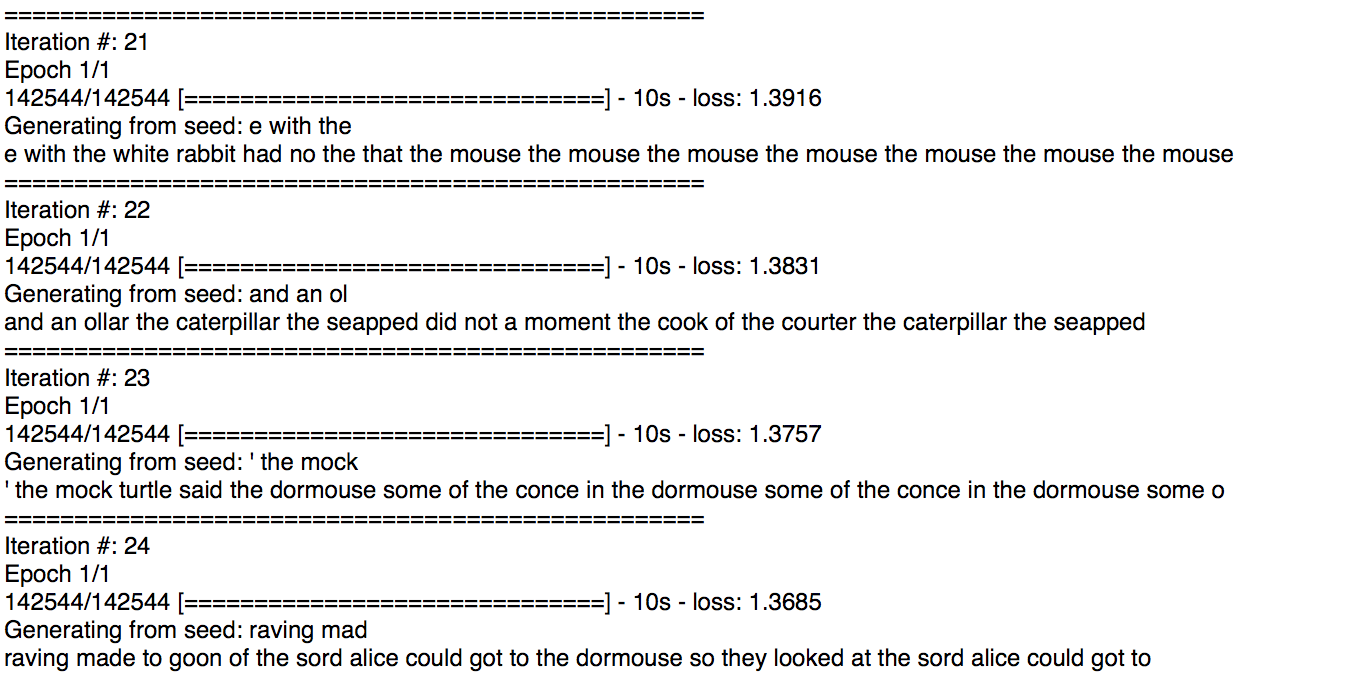 ==================================================
Iteration #: 21
Epoch 1/1
142544/142544 [==============================] - 10s - loss: 1.3916
Generating from seed: e with the
e with the white rabbit had no the that the mouse the mouse the mouse the mouse the mouse the mouse the mouse
==================================================
Iteration #: 22
Epoch 1/1
142544/142544 [==============================] - 10s - loss: 1.3831
Generating from seed: and an ol
and an ollar the caterpillar the seapped did not a moment the cook of the courter the caterpillar the seapped
==================================================
Iteration #: 23
Epoch 1/1
142544/142544 [==============================] - 10s - loss: 1.3757
Generating from seed: ' the mock
' the mock turtle said the dormouse some of the conce in the dormouse some of the conce in the dormouse some o
==================================================
Iteration #: 24
Epoch 1/1
142544/142544 [==============================] - 10s - loss: 1.3685
Generating from seed: raving mad
raving made to goon of the sord alice could got to the dormouse so they looked at the sord alice could got to